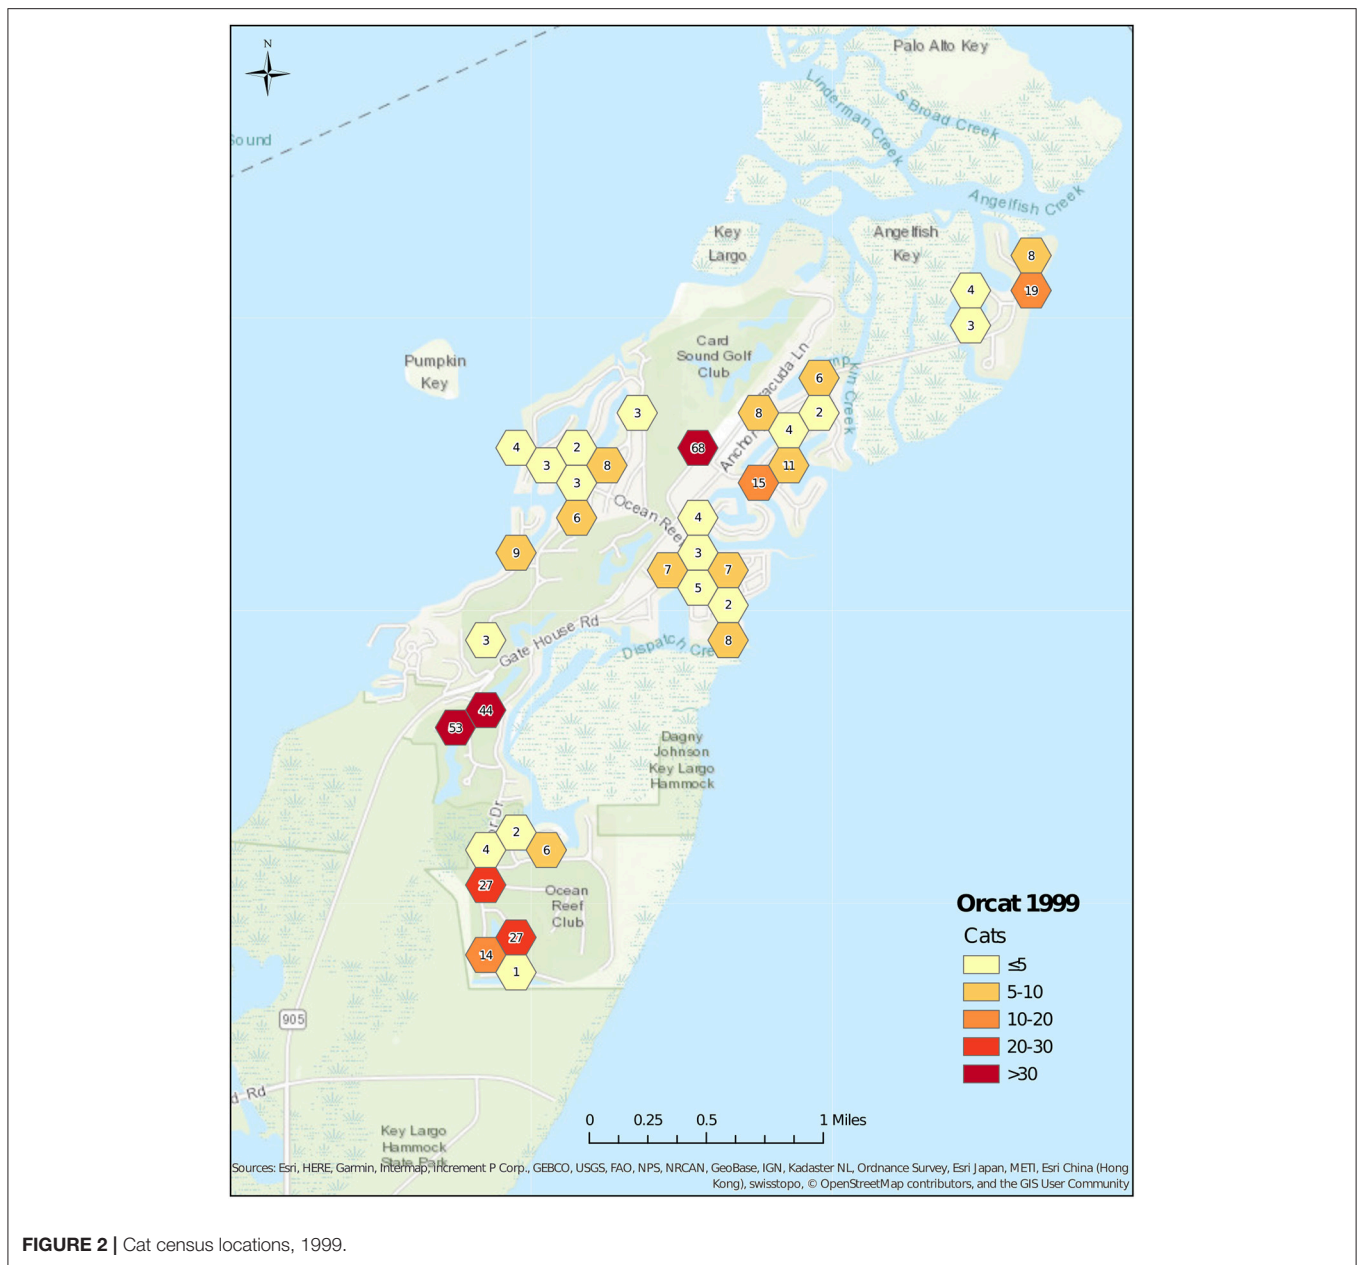 N
Palo Alto Key
Linderman Creek
S Broad Creek
Sound
Angelfish Creek
Key
Largo
Angelfish
Key
8
4
19
3
Card
Sound Golf
Club
Pumpkin
Key
6
3
8
2
4
4
2
68
3
8
11
3
15
Anchor
racuda Ln
mp
kin Creek
6
4
Ocean Reef
9
3
7
7
5
2
3
8
Gate House Rd
Dispatch Cre
44
53
Dagny
Johnson
Key Largo
Hammock
r Dr
2
4
6
27
Ocean
Reef
Club
27
14
1
Orcat 1999
Cats
≤5
5-10
10-20
20-30
>30
905
d Rd
0 0.25 0.5 1 Miles
Key Largo
Hammock
State Park
Sources: Esri, HERE, Garmin, Intermap, increment P Corp., GEBCO, USGS, FAO, NPS, NRCAN, GeoBase, IGN, Kadaster NL, Ordnance Survey, Esri Japan, METI, Esri China (Hong
Kong), swisstopo, © OpenStreetMap contributors, and the GIS User Community
FIGURE 2 | Cat census locations, 1999.